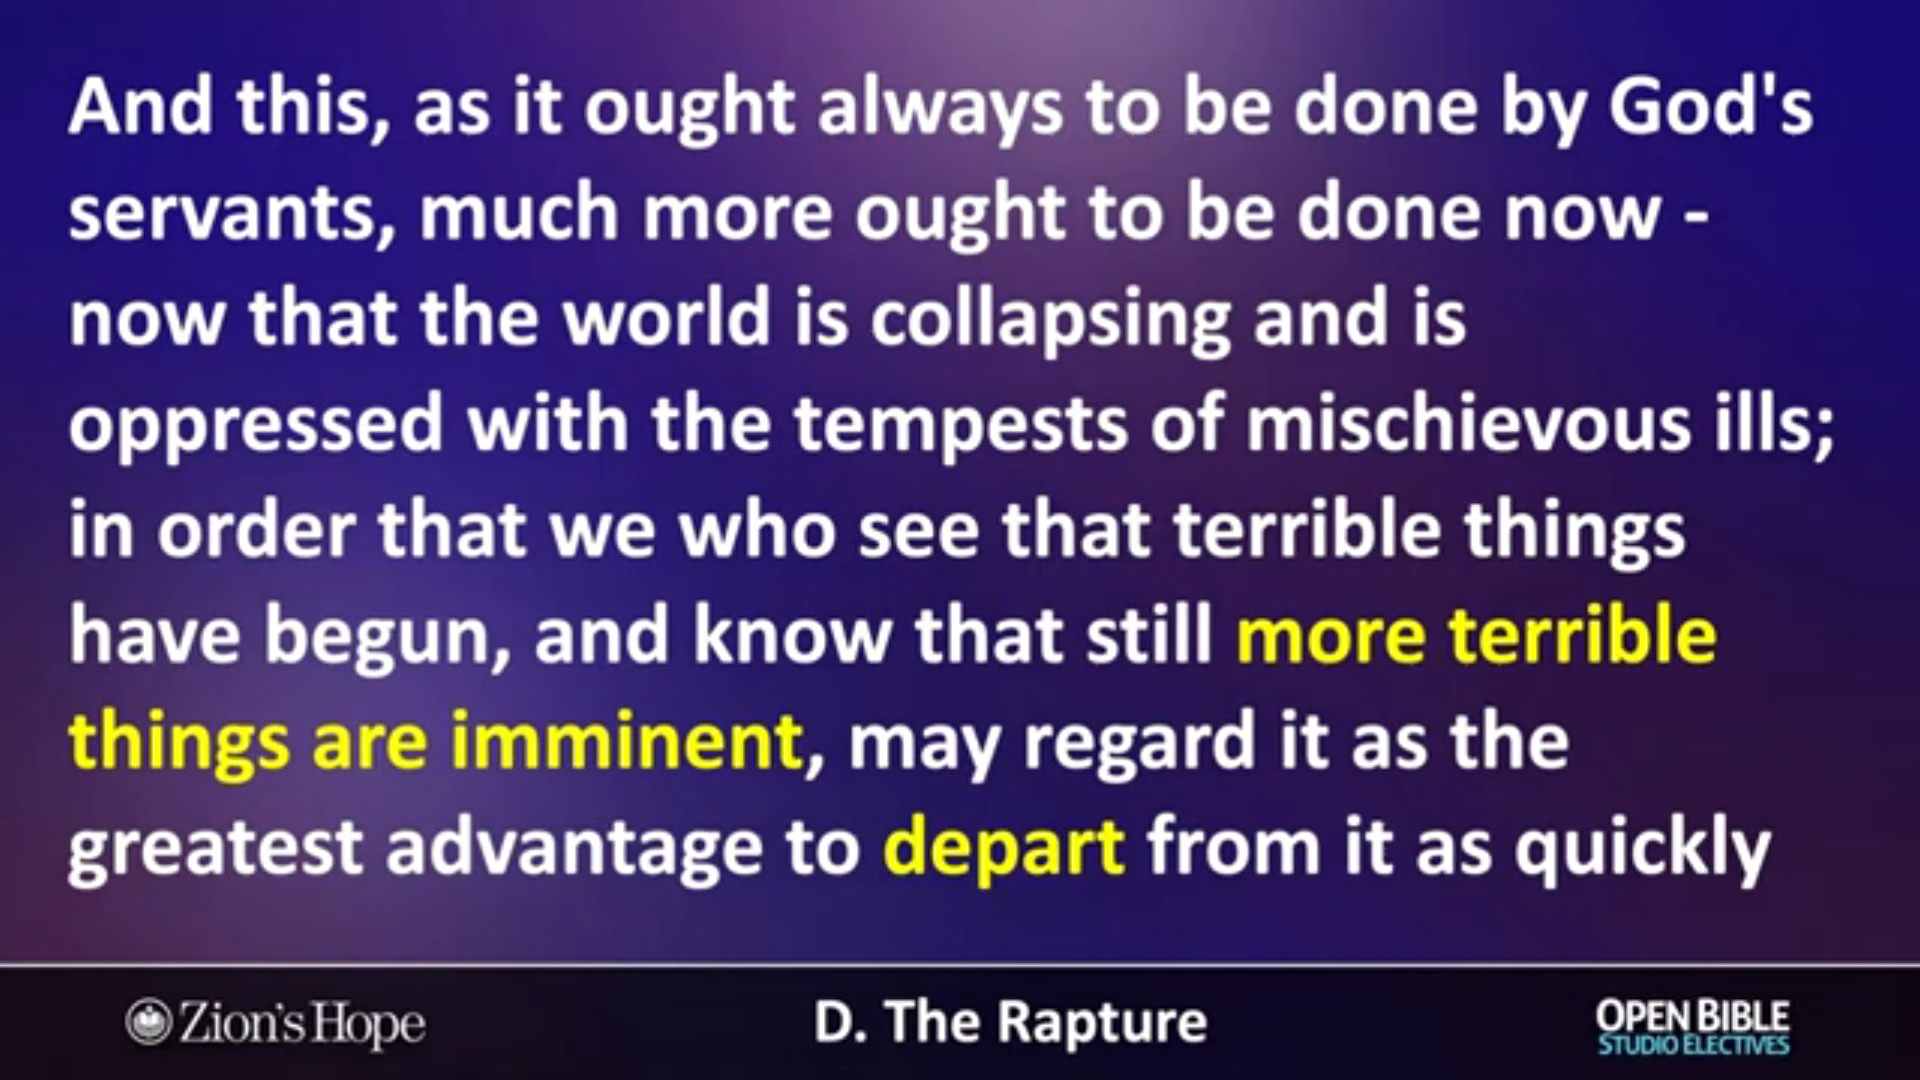 And this, as it ought always to be done by God's
servants, much more ought to be done now -
now that the world is collapsing and is
oppressed with the tempests of mischievous ills;
in order that we who see that terrible things
have begun, and know that still more terrible
things are imminent, may regard it as the
greatest advantage to depart from it as quickly
Zion's Hope
D. The Rapture
OPEN BIBLE
STUDIO ELECTIVES